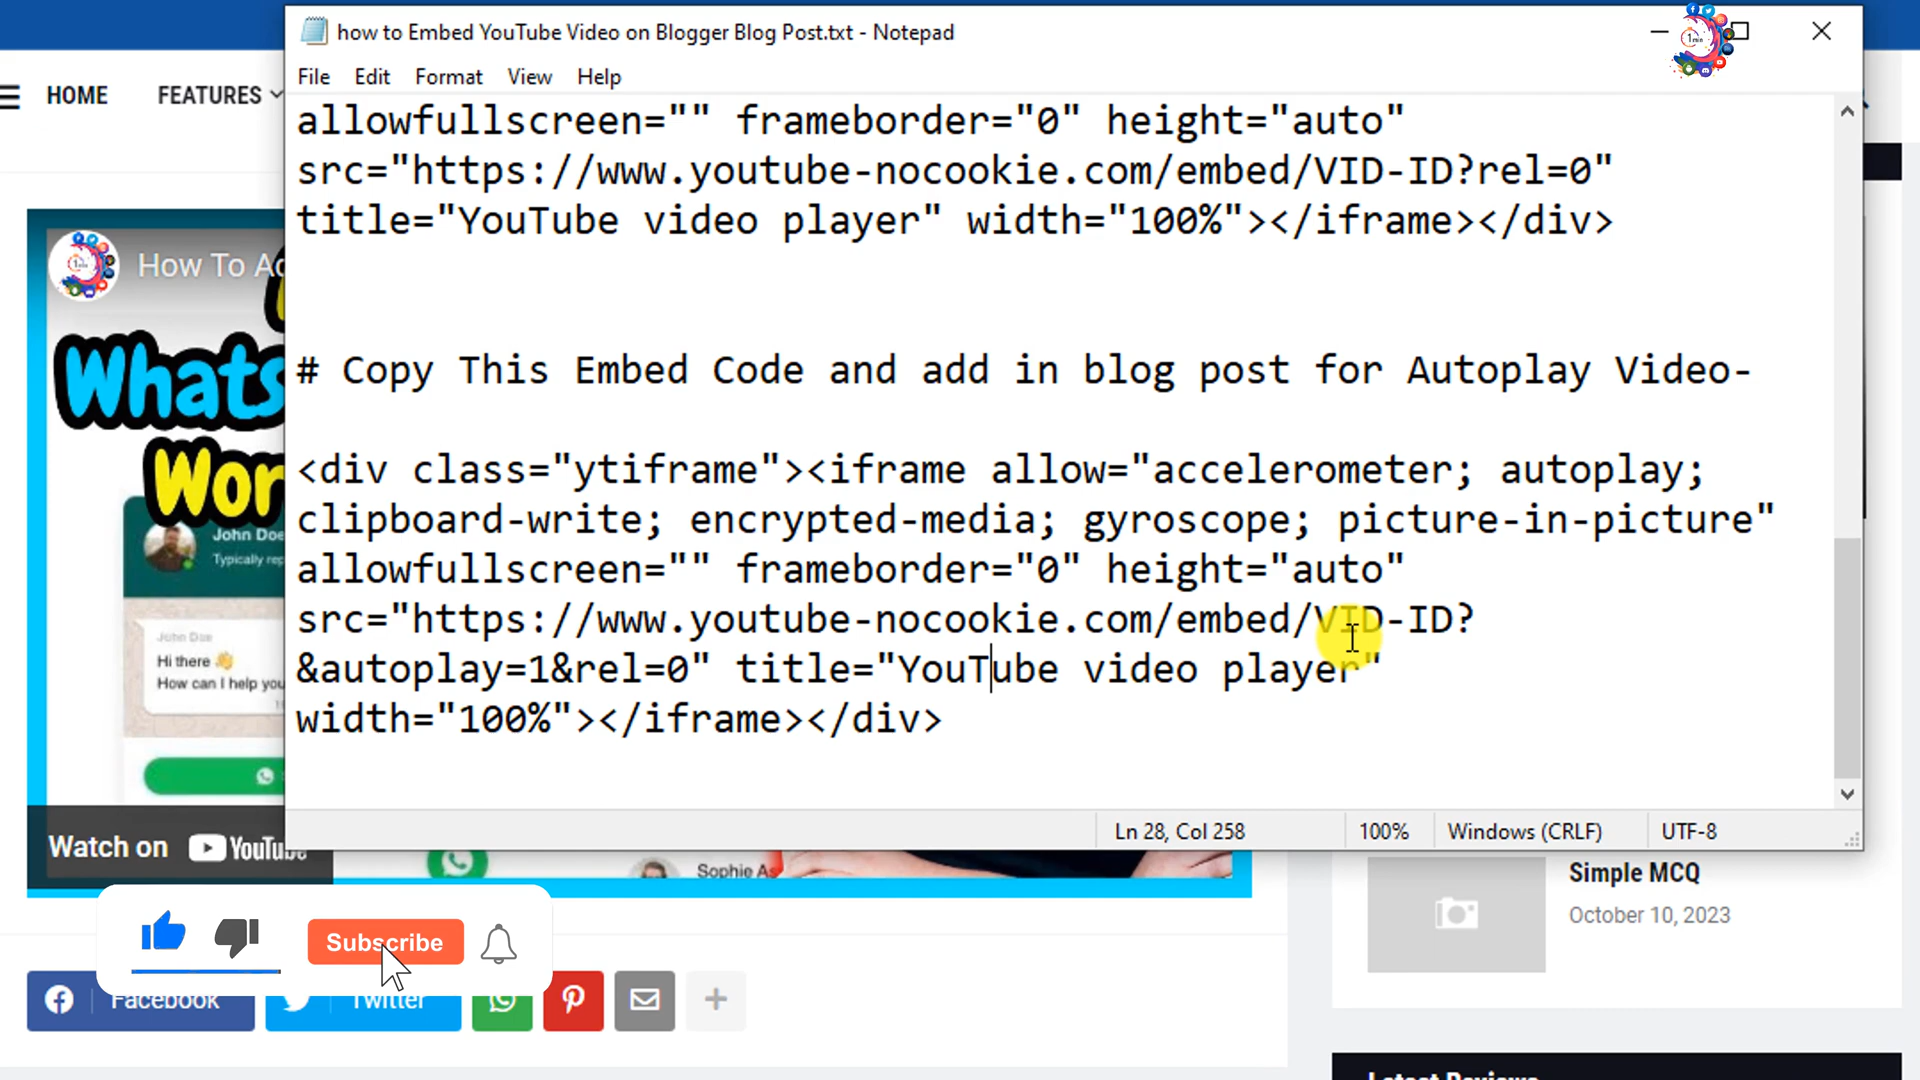 how to Embed YouTube Video on Blogger Blog Post.txt - Notepad
File Edit Format View Help
HOME FEATURES
allowfullscreen="" frameborder="0" height="auto"
src="https://www.youtube-nocookie.com/embed/VID-ID?rel=0"
title="YouTube video player" width="100%"></iframe></div>
# Copy This Embed Code and add in blog post for Autoplay Video-
<div class="ytiframe"><iframe allow="accelerometer; autoplay;
clipboard-write; encrypted-media; gyroscope; picture-in-picture"
allowfullscreen="" frameborder="0" height="auto"
src="https://www.youtube-nocookie.com/embed/VID-ID?
&autoplay=1&rel=0" title="YouTube video player"
width="100%"></iframe></div>
Ln 28, Col 258 100% Windows (CRLF) UTF-8
How To
Whats
Wor
John Doe
Typically
John Doe
Hi there 👋
How can I help you
Watch on YouTube
Sophie
Simple MCQ
October 10, 2023
Subscribe
Facebook Twitter
Latest Reviews
1min